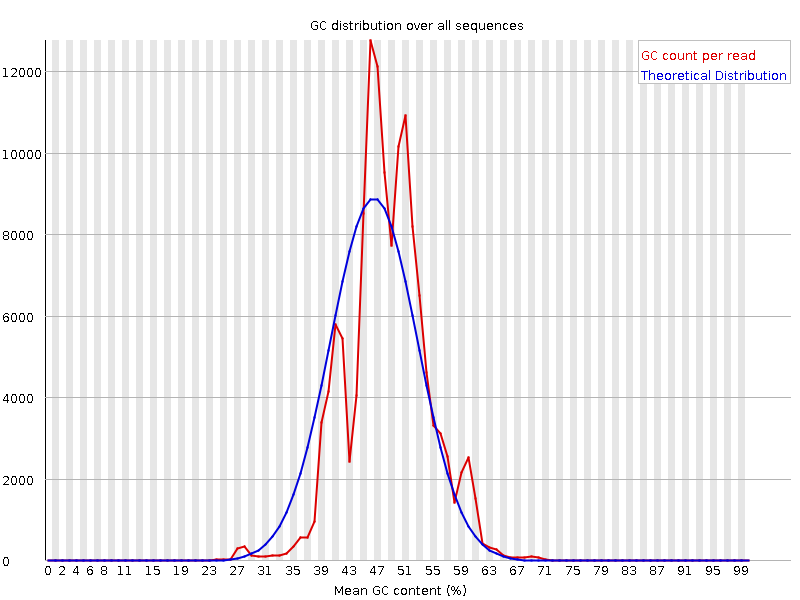 GC distribution over all sequences
GC count per read
Theoretical Distribution
12000
10000
8000
6000
4000
2000
0
0 2 4 6 8 11 15 19 23 27 31 35 39 43 47 51 55 59 63 67 71 75 79 83 87 91 95 99
Mean GC content (%)